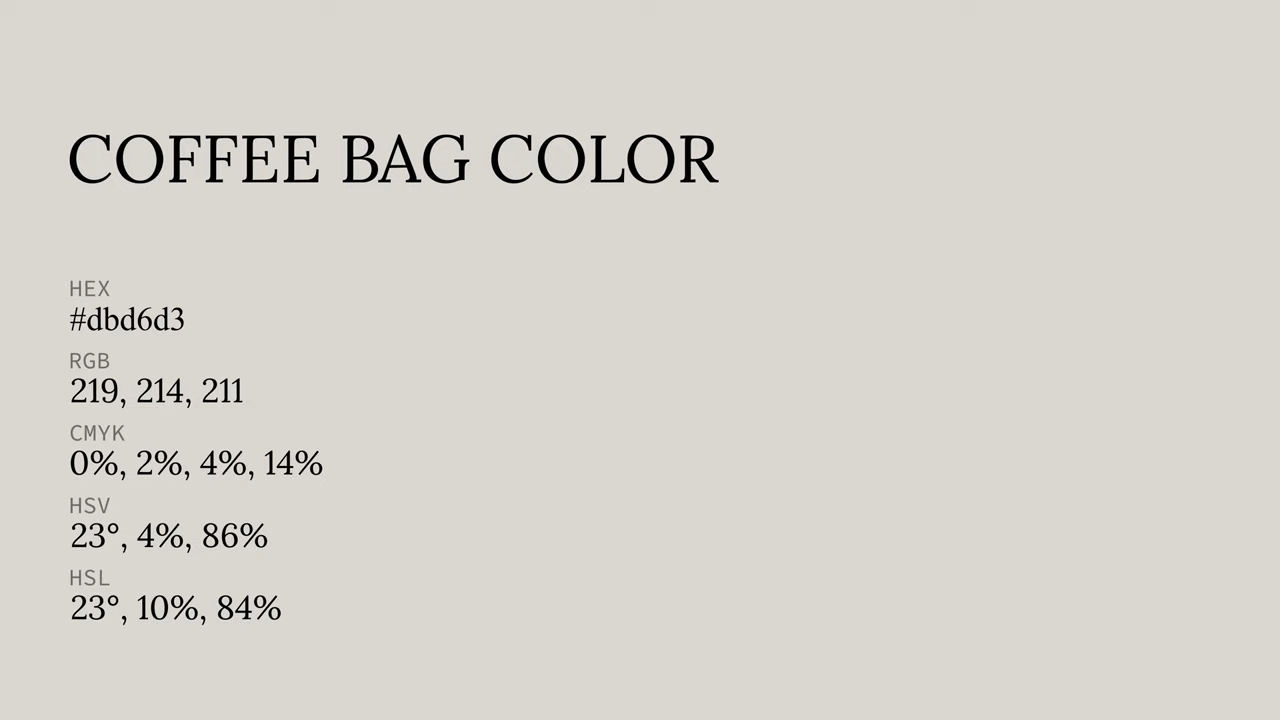 COFFEE BAG COLOR
HEX
#dbd6d3
RGB
219, 214, 211
CMYK
0%, 2%, 4%, 14%
HSV
23°, 4%, 86%
HSL
23°, 10%, 84%